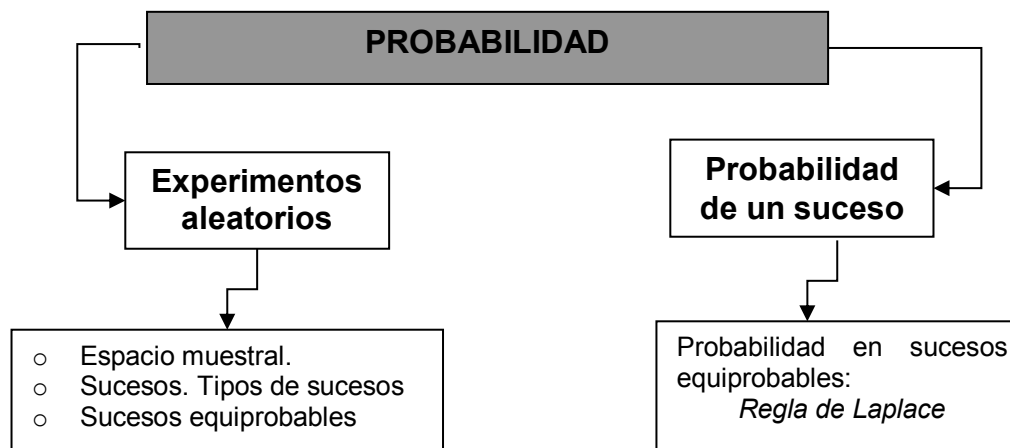 PROBABILIDAD
Experimentos
aleatorios
Probabilidad
de un suceso
o Espacio muestral.
o Sucesos. Tipos de sucesos
o Sucesos equiprobables
Probabilidad en sucesos
equiprobables:
Regla de Laplace